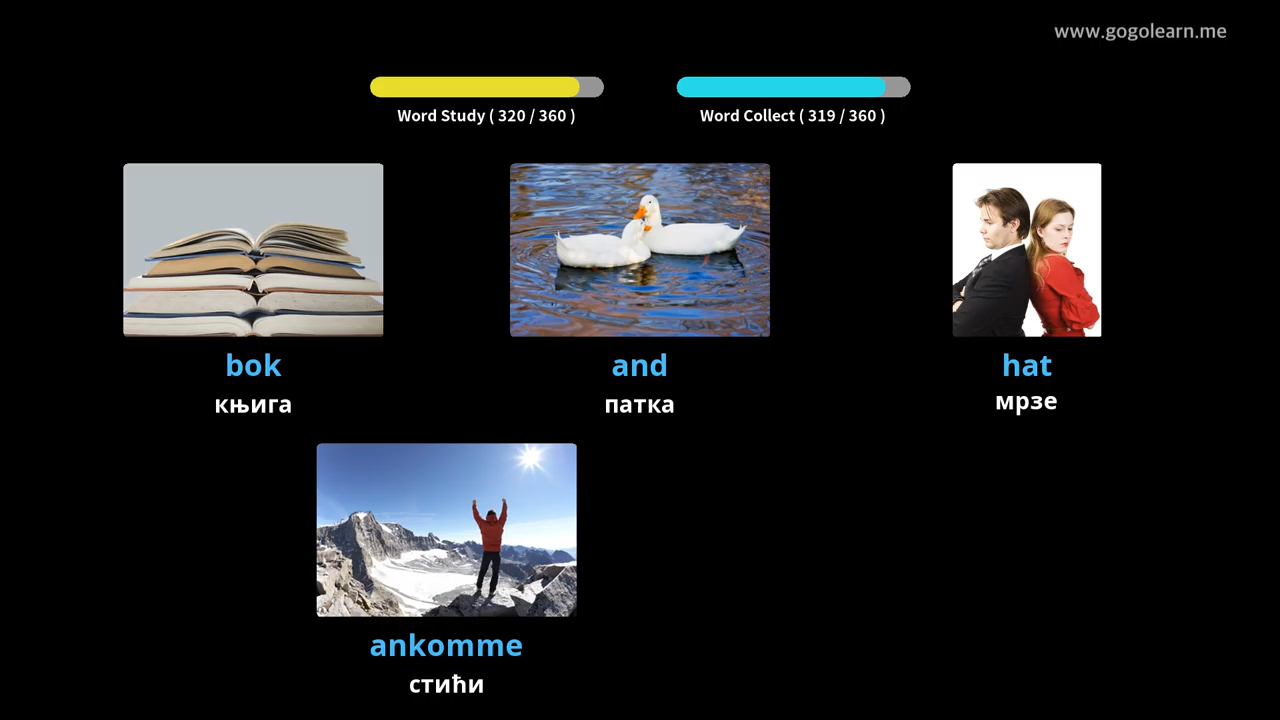 www.gogolearn.me
Word Study ( 320 / 360 )
Word Collect ( 319 / 360 )
bok
and
hat
књига
патка
мрзе
ankomme
стићи